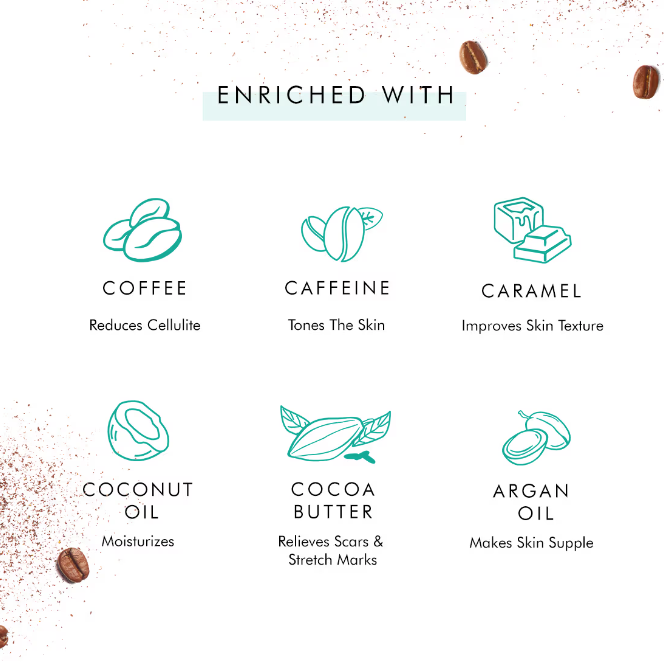 ENRICHED WITH
COFFEE
Reduces Cellulite
CAFFEINE
Tones The Skin
CARAMEL
Improves Skin Texture
COCONUT
OIL
Moisturizes
COCOA
BUTTER
Relieves Scars &
Stretch Marks
ARGAN
OIL
Makes Skin Supple